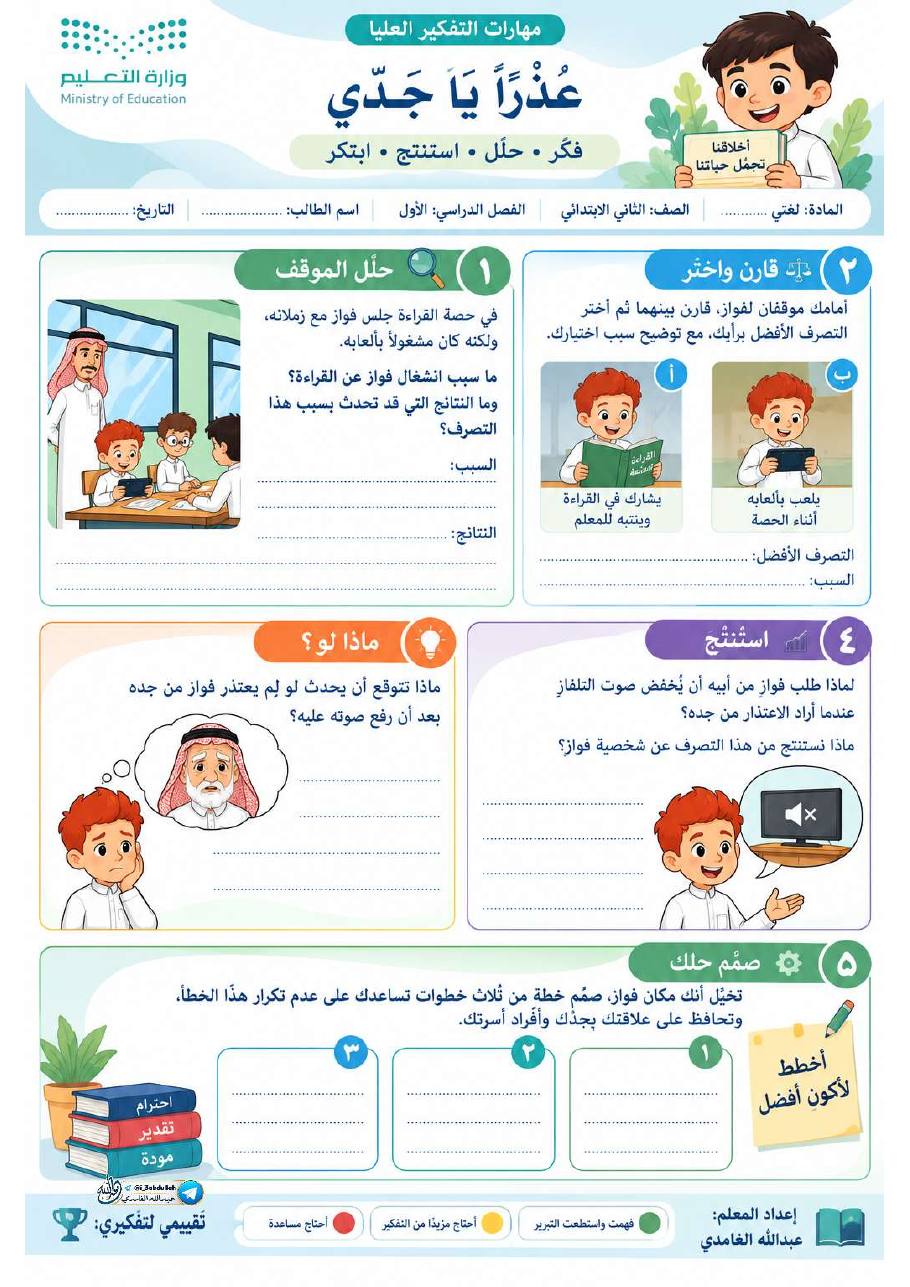 مهارات التفكير العليا
وزارة التعليم
Ministry of Education
عُذْرًا يَا جَدّي
فكّر • حلّل • استنتج • ابتكر
أخلاقنا
تجمّل حياتنا
المادة: لغتي ............
الصف: الثاني الابتدائي
الفصل الدراسي: الأول
اسم الطالب: ......................
التاريخ: ...................
١ حلّل الموقف
في حصة القراءة جلس فواز مع زملائه،
ولكنه كان مشغولاً بألعابه.
ما سبب انشغال فواز عن القراءة؟
وما النتائج التي قد تحدث بسبب هذا
التصرف؟
السبب:
النتائج:
٢ قارن واختر
أمامك موقفان لفواز، قارن بينهما ثم أختر
التصرف الأفضل برأيك، مع توضيح سبب اختيارك.
أ
القراءة
يشارك في القراءة
وينتبه للمعلم
ب
يلعب بألعابه
أثناء الحصة
التصرف الأفضل:
السبب:
ماذا لو ؟
ماذا تتوقع أن يحدث لو لم يعتذر فواز من جده
بعد أن رفع صوته عليه؟
٤ استنتج
لماذا طلب فواز من أبيه أن يُخفض صوت التلفاز
عندما أراد الاعتذار من جده؟
ماذا نستنتج من هذا التصرف عن شخصية فواز؟
٥ صمّم حلك
تخيّل أنك مكان فواز، صمّم خطة من ثلاث خطوات تساعدك على عدم تكرار هذا الخطأ،
وتحافظ على علاقتك بجدك وأفراد أسرتك.
أخطط
لأكون أفضل
١
٢
٣
احترام
تقدير
مودة
عبدالله الغامدي
إعداد المعلم:
عبدالله الغامدي
فهمت واستطعت التبرير
أحتاج مزيدًا من التفكير
أحتاج مساعدة
تقييمي لتفكيري: